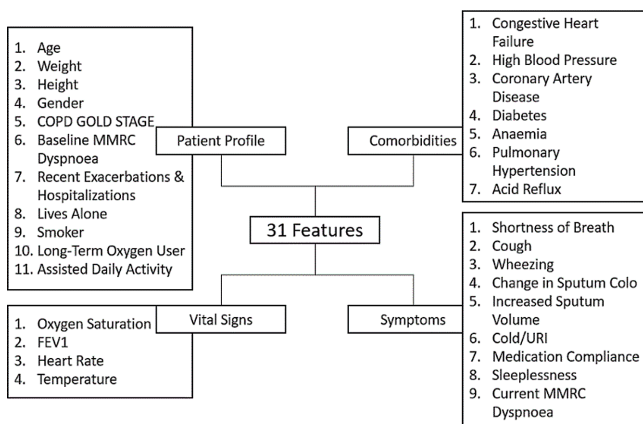 1. Age
2. Weight
3. Height
4. Gender
5. COPD GOLD STAGE
6. Baseline MMRC
Dyspnoea
7. Recent Exacerbations &
Hospitalizations
8. Lives Alone
9. Smoker
10. Long-Term Oxygen User
11. Assisted Daily Activity
Patient Profile
Comorbidities
1. Congestive Heart
Failure
2. High Blood Pressure
3. Coronary Artery
Disease
4. Diabetes
5. Anaemia
6. Pulmonary
Hypertension
7. Acid Reflux
31 Features
1. Oxygen Saturation
2. FEV1
3. Heart Rate
4. Temperature
Vital Signs
Symptoms
1. Shortness of Breath
2. Cough
3. Wheezing
4. Change in Sputum Colo
5. Increased Sputum
Volume
6. Cold/URI
7. Medication Compliance
8. Sleeplessness
9. Current MMRC
Dyspnoea